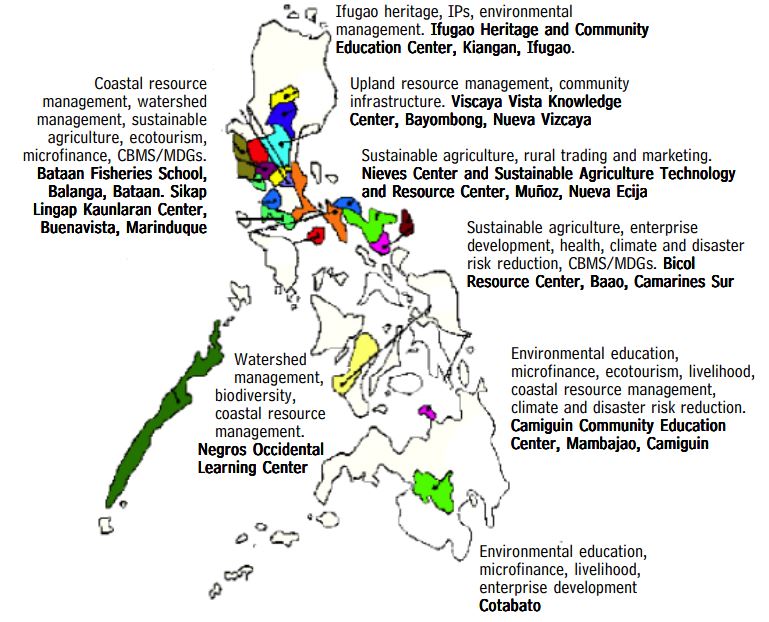 Ifugao heritage, IPs, environmental
management. Ifugao Heritage and Community
Education Center, Kiangan, Ifugao.
Coastal resource
management, watershed
management, sustainable
agriculture, ecotourism,
microfinance, CBMS/MDGs.
Bataan Fisheries School,
Balanga, Bataan. Sikap
Lingap Kaunlaran Center,
Buenavista, Marinduque
Upland resource management, community
infrastructure. Viscaya Vista Knowledge
Center, Bayombong, Nueva Vizcaya
Sustainable agriculture, rural trading and marketing.
Nieves Center and Sustainable Agriculture Technology
and Resource Center, Muñoz, Nueva Ecija
Sustainable agriculture, enterprise
development, health, climate and disaster
risk reduction, CBMS/MDGs. Bicol
Resource Center, Baao, Camarines Sur
Watershed
management,
biodiversity,
coastal resource
management.
Negros Occidental
Learning Center
Environmental education,
microfinance, ecotourism, livelihood,
coastal resource management,
climate and disaster risk reduction.
Camiguin Community Education
Center, Mambajao, Camiguin
Environmental education,
microfinance, livelihood,
enterprise development
Cotabato